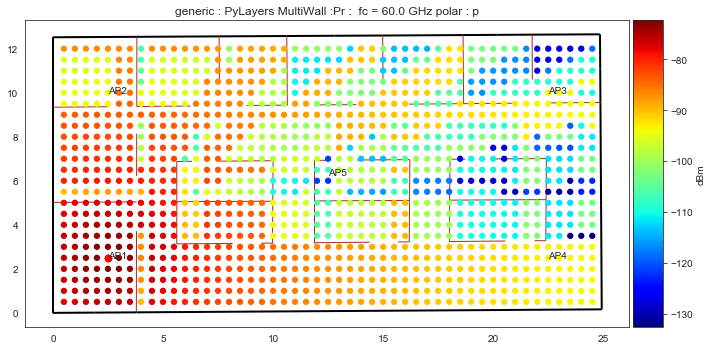 generic : PyLayers MultiWall :Pr :  fc = 60.0 GHz polar : p
12
10
8
6
4
2
0
AP2
AP3
AP5
AP1
AP4
0
5
10
15
20
25
−80
−90
−100
−110
−120
−130
dBm